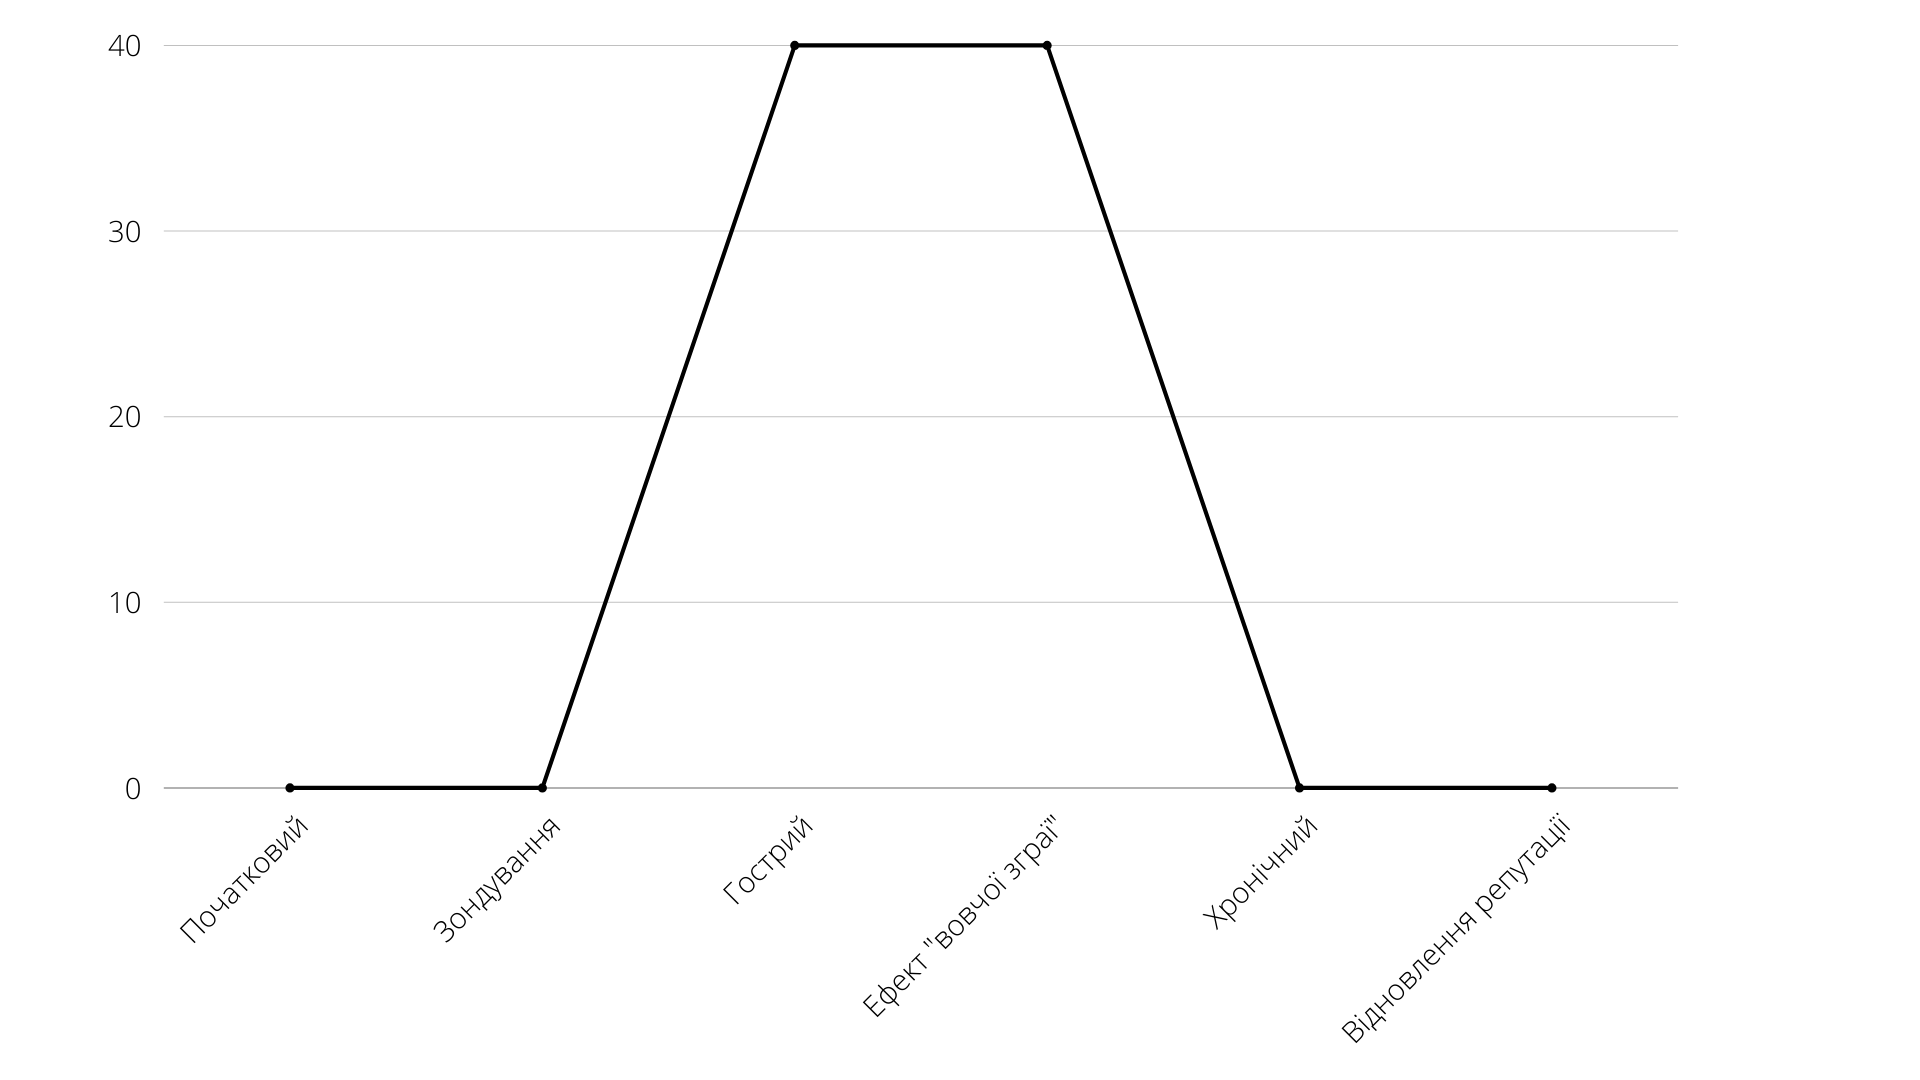 40
30
20
10
0
Початковий
Зондування
Гострий
Ефект "вовчої зграї"
Хронічний
Відновлення репутації